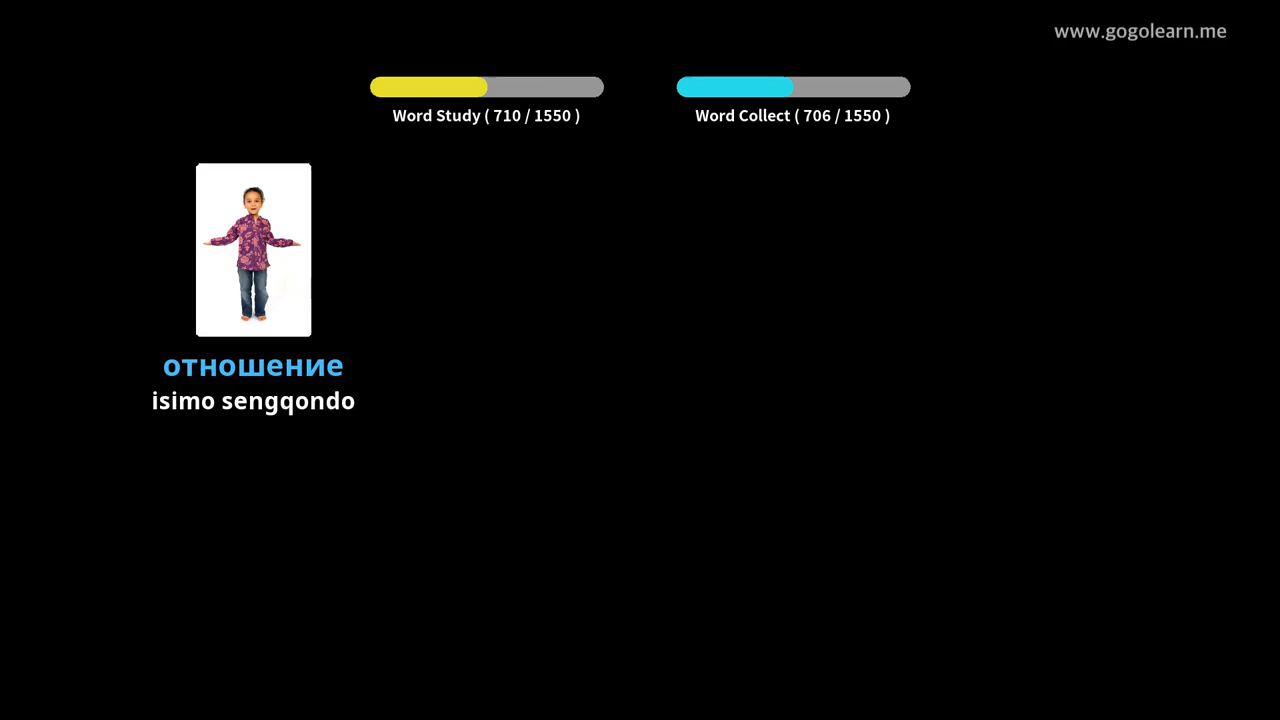 www.gogolearn.me
Word Study ( 710 / 1550 )
Word Collect ( 706 / 1550 )
отношение
isimo sengqondo